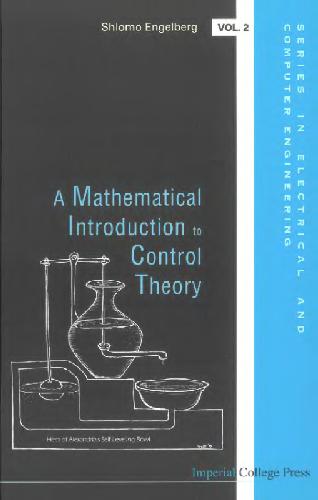 Shlomo Engelberg
VOL. 2
SERIES IN ELECTRICAL AND
COMPUTER ENGINEERING
A Mathematical
Introduction to
Control
Theory
Hero of Alexandria's Self Leveling Bowl
Imperial College Press